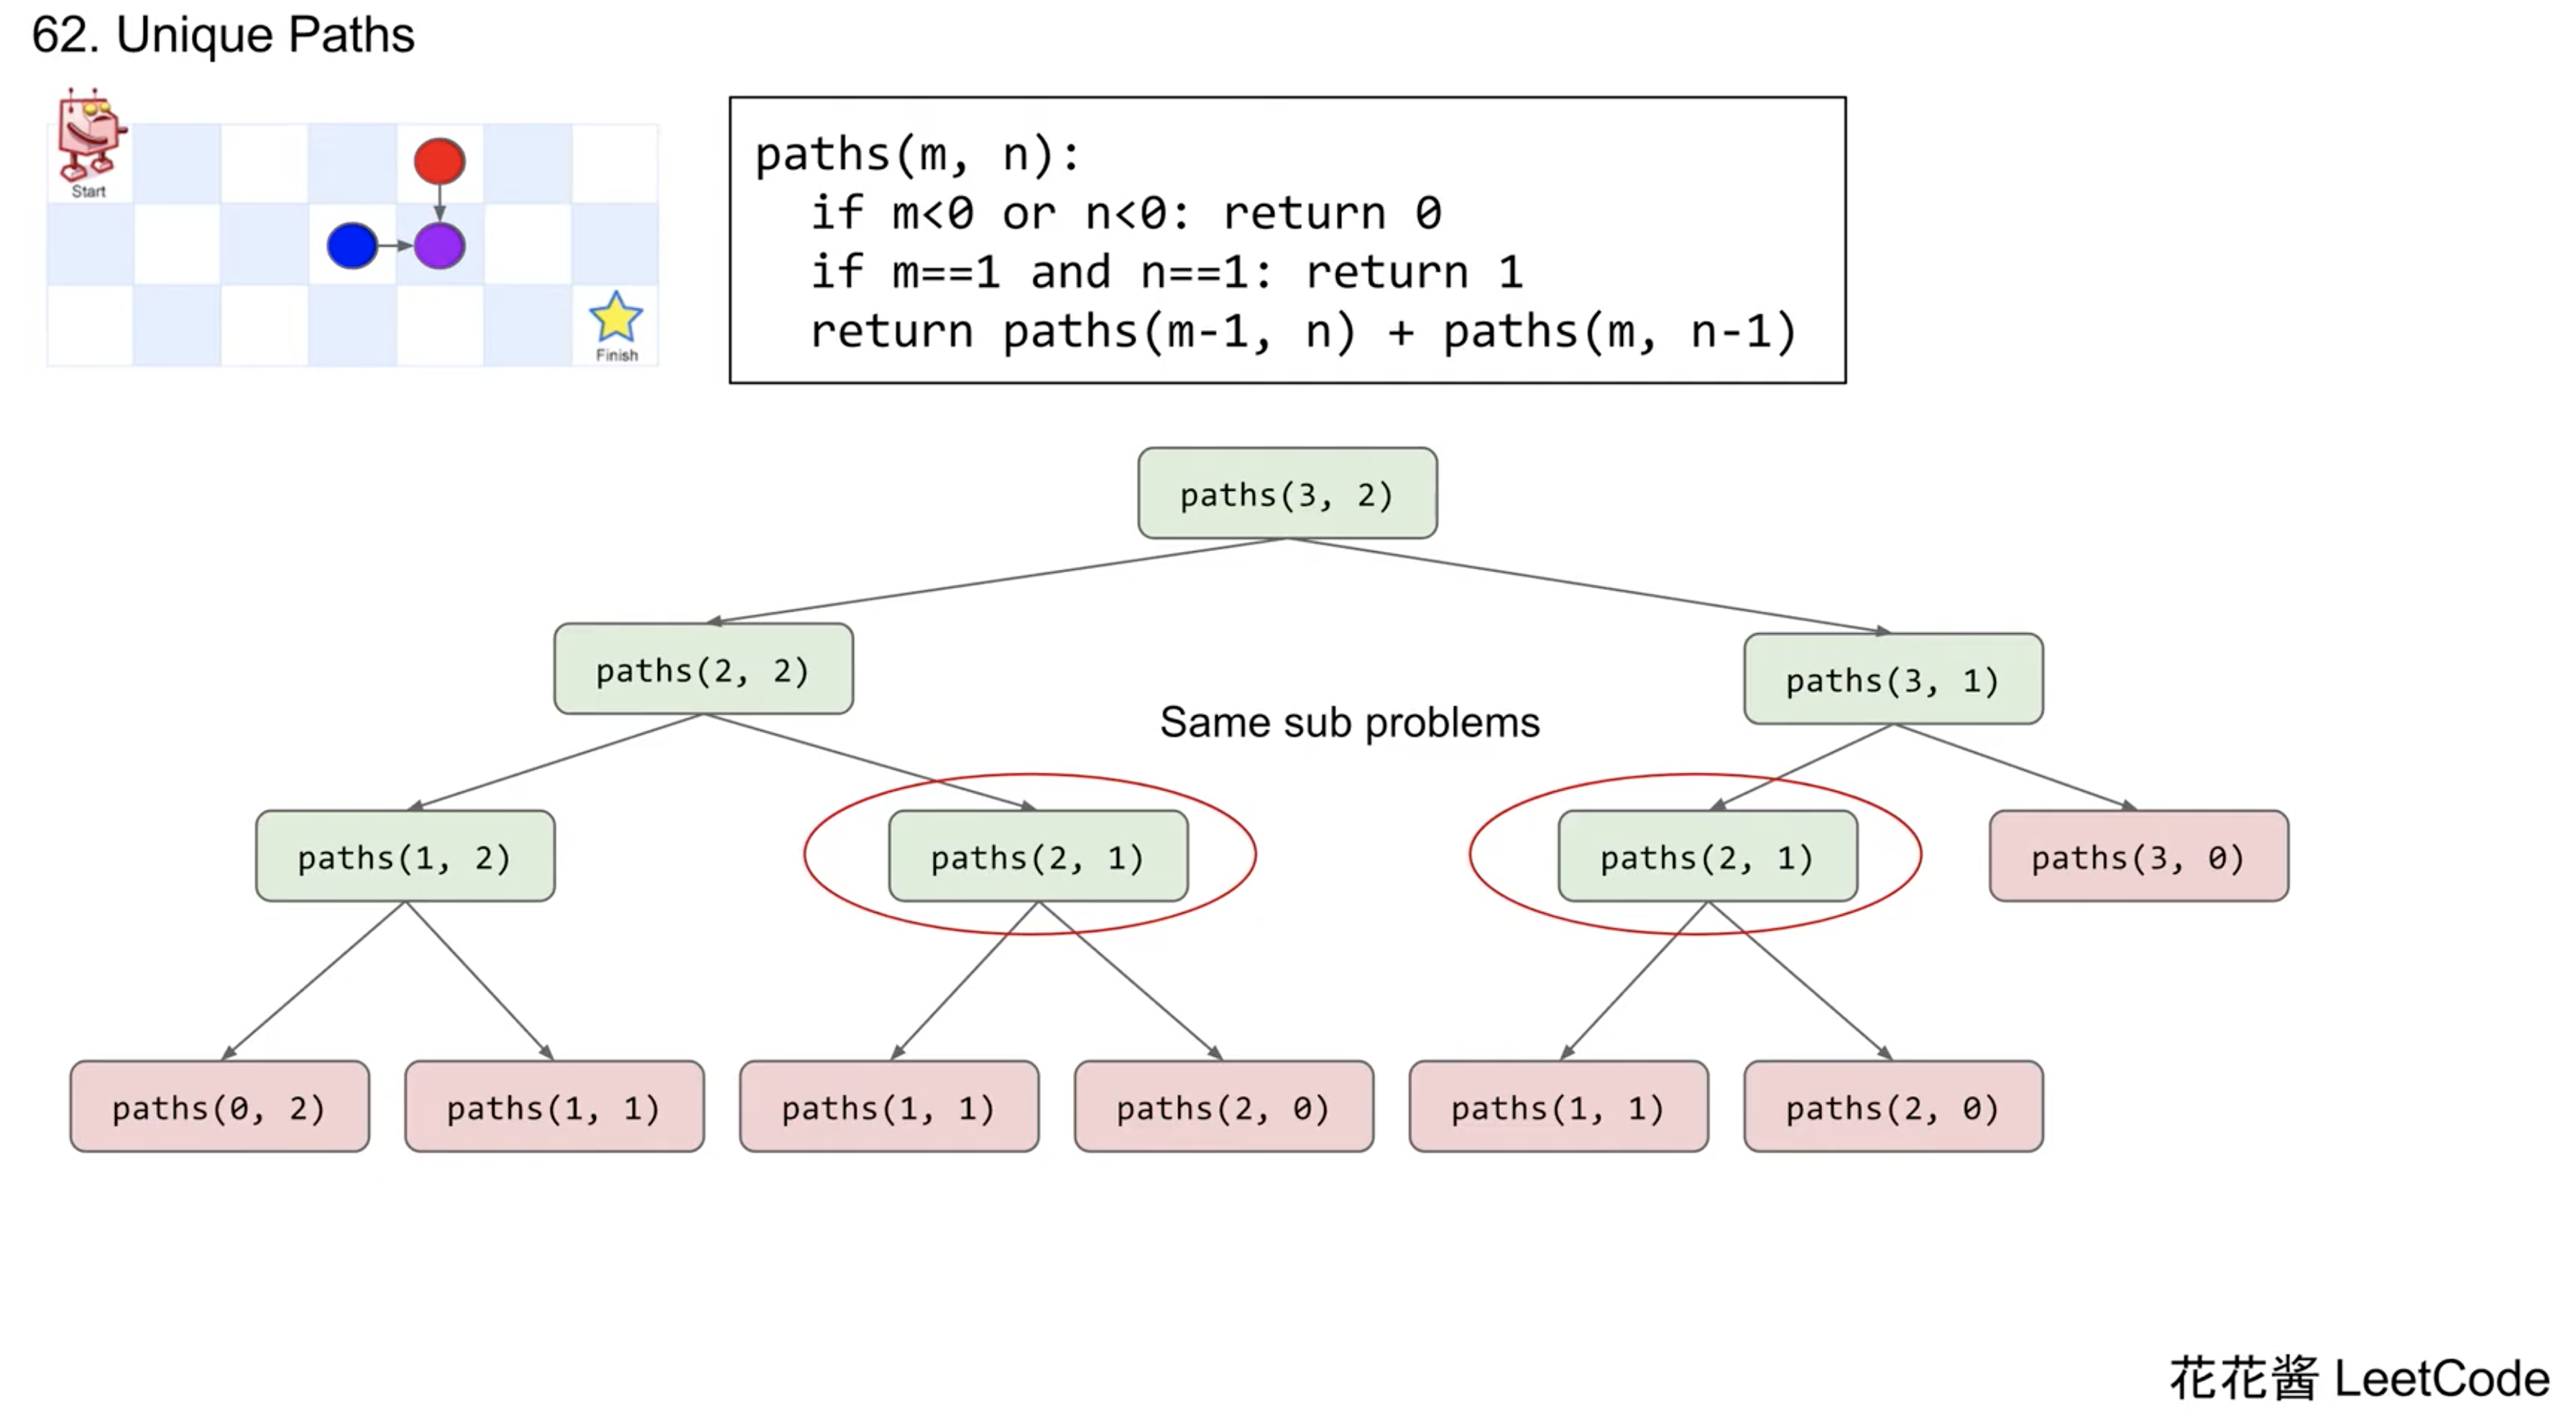 62. Unique Paths
Start
Finish
paths(m, n):
if m<0 or n<0: return 0
if m==1 and n==1: return 1
return paths(m-1, n) + paths(m, n-1)
paths(3, 2)
paths(2, 2)
paths(3, 1)
Same sub problems
paths(1, 2)
paths(2, 1)
paths(2, 1)
paths(3, 0)
paths(0, 2)
paths(1, 1)
paths(1, 1)
paths(2, 0)
paths(1, 1)
paths(2, 0)
花花酱 LeetCode